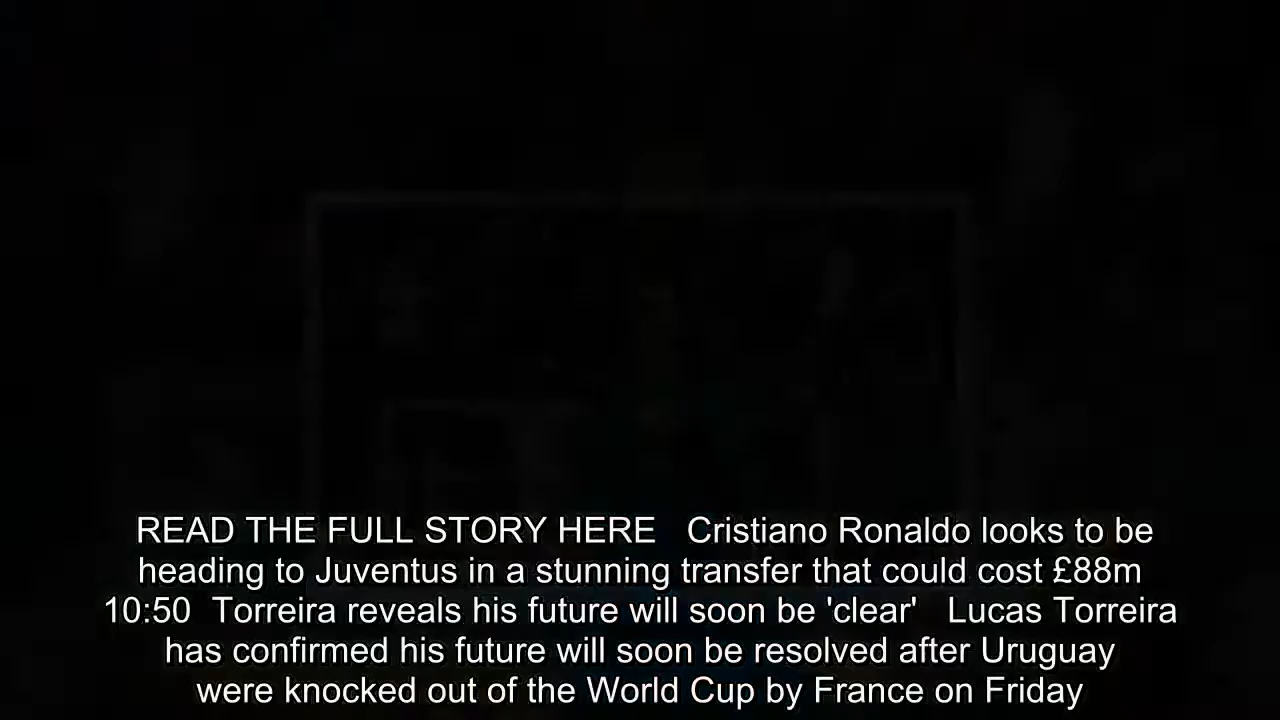 READ THE FULL STORY HERE   Cristiano Ronaldo looks to be
heading to Juventus in a stunning transfer that could cost £88m
10:50  Torreira reveals his future will soon be 'clear'   Lucas Torreira
has confirmed his future will soon be resolved after Uruguay
were knocked out of the World Cup by France on Friday